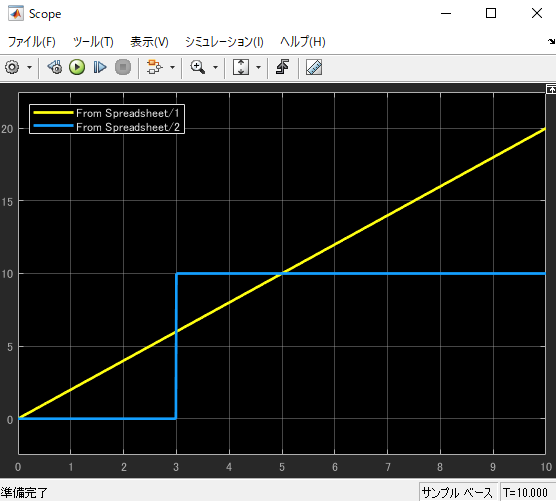 Scope
ファイル(F) ツール(T) 表示(V) シミュレーション(I) ヘルプ(H)
From Spreadsheet/1
From Spreadsheet/2
20
15
10
5
0
0 1 2 3 4 5 6 7 8 9 10
準備完了 サンプル ベース T=10.000